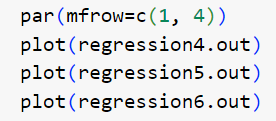 par(mfrow=c(1, 4))
plot(regression4.out)
plot(regression5.out)
plot(regression6.out)